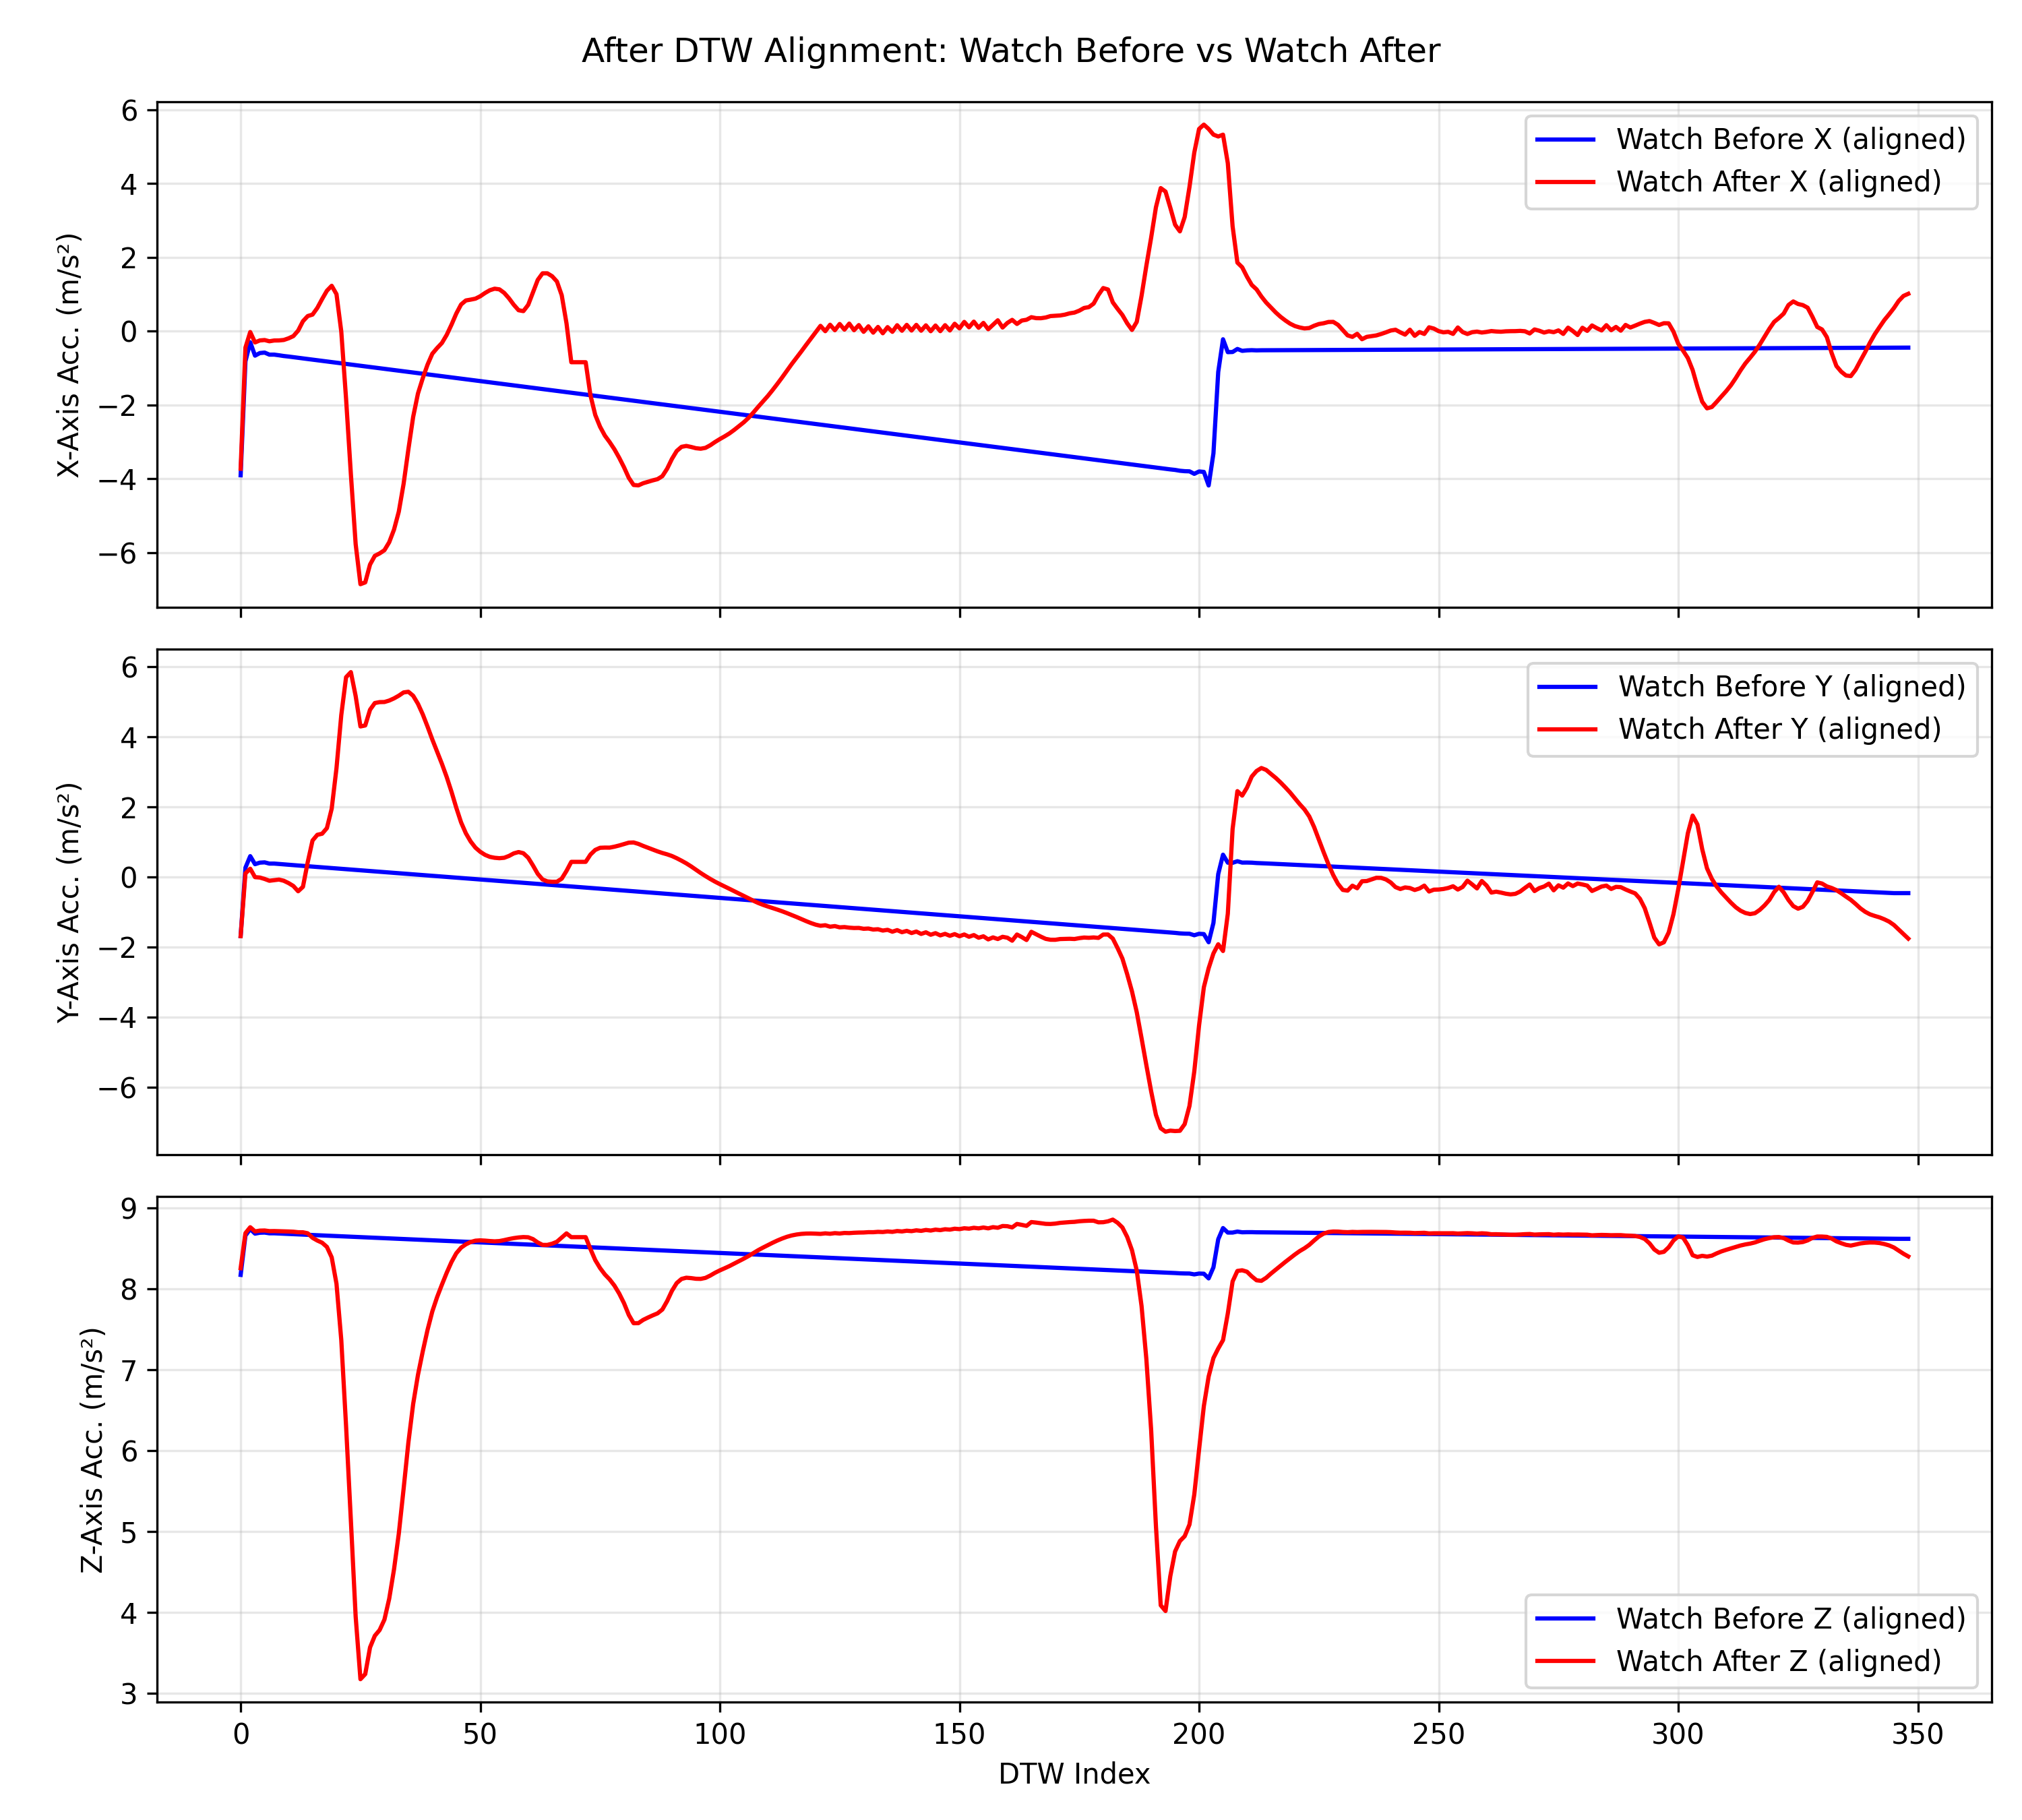 After DTW Alignment: Watch Before vs Watch After
6
4
2
0
−2
−4
−6
X-Axis Acc. (m/s²)
Watch Before X (aligned)
Watch After X (aligned)
6
4
2
0
−2
−4
−6
Y-Axis Acc. (m/s²)
Watch Before Y (aligned)
Watch After Y (aligned)
9
8
7
6
5
4
3
Z-Axis Acc. (m/s²)
Watch Before Z (aligned)
Watch After Z (aligned)
0 50 100 150 200 250 300 350
DTW Index